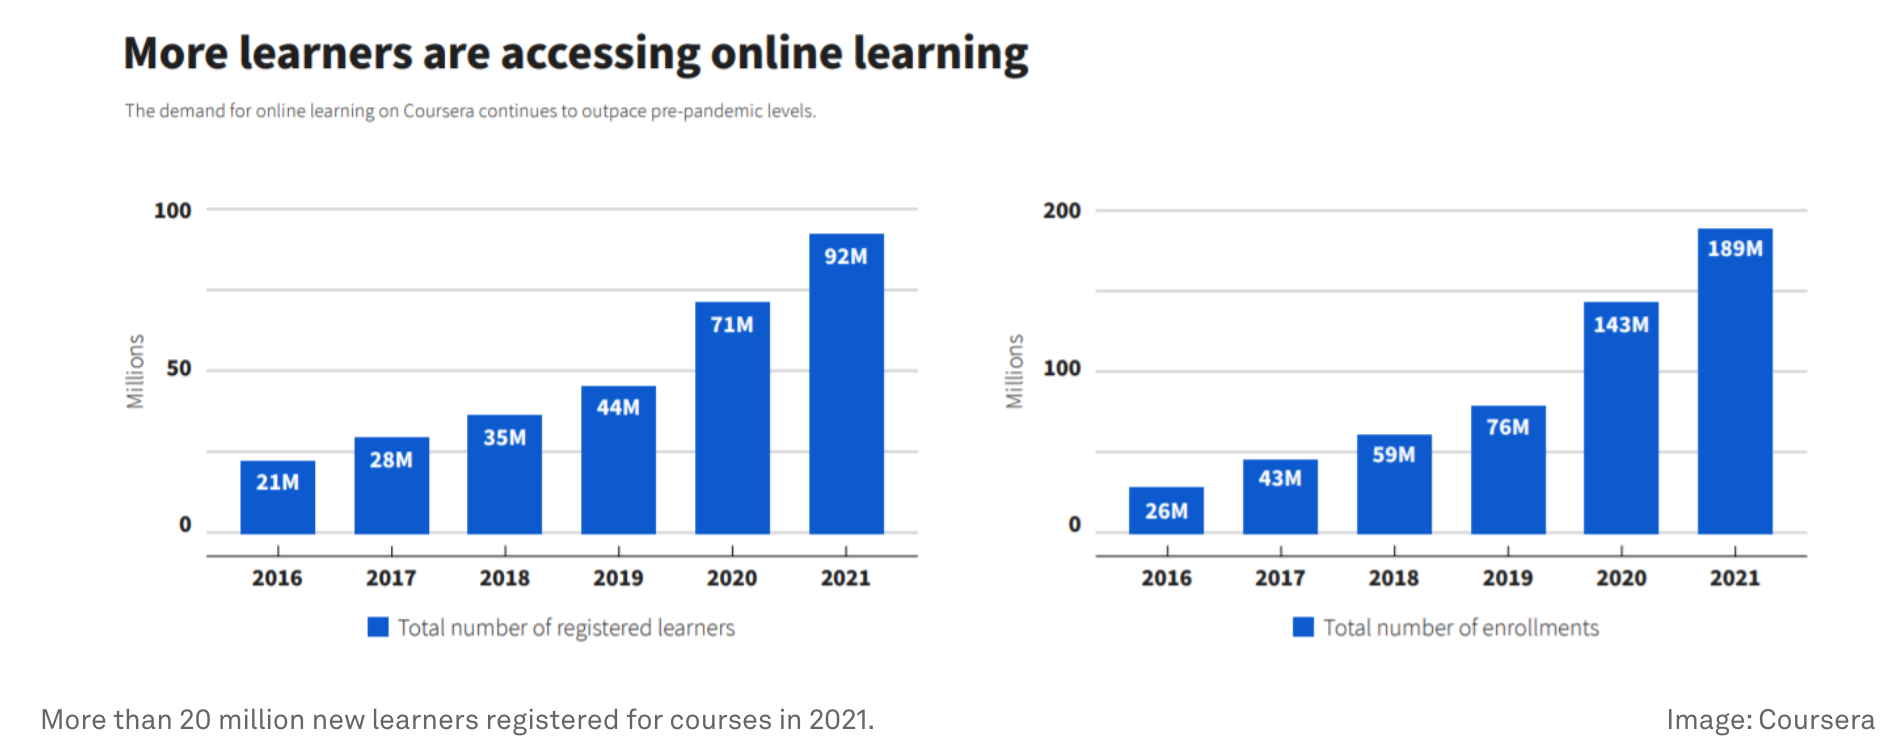 More learners are accessing online learning
The demand for online learning on Coursera continues to outpace pre-pandemic levels.
100
50
0
Millions
21M
28M
35M
44M
71M
92M
2016 2017 2018 2019 2020 2021
Total number of registered learners
200
100
0
Millions
26M
43M
59M
76M
143M
189M
2016 2017 2018 2019 2020 2021
Total number of enrollments
More than 20 million new learners registered for courses in 2021.
Image: Coursera